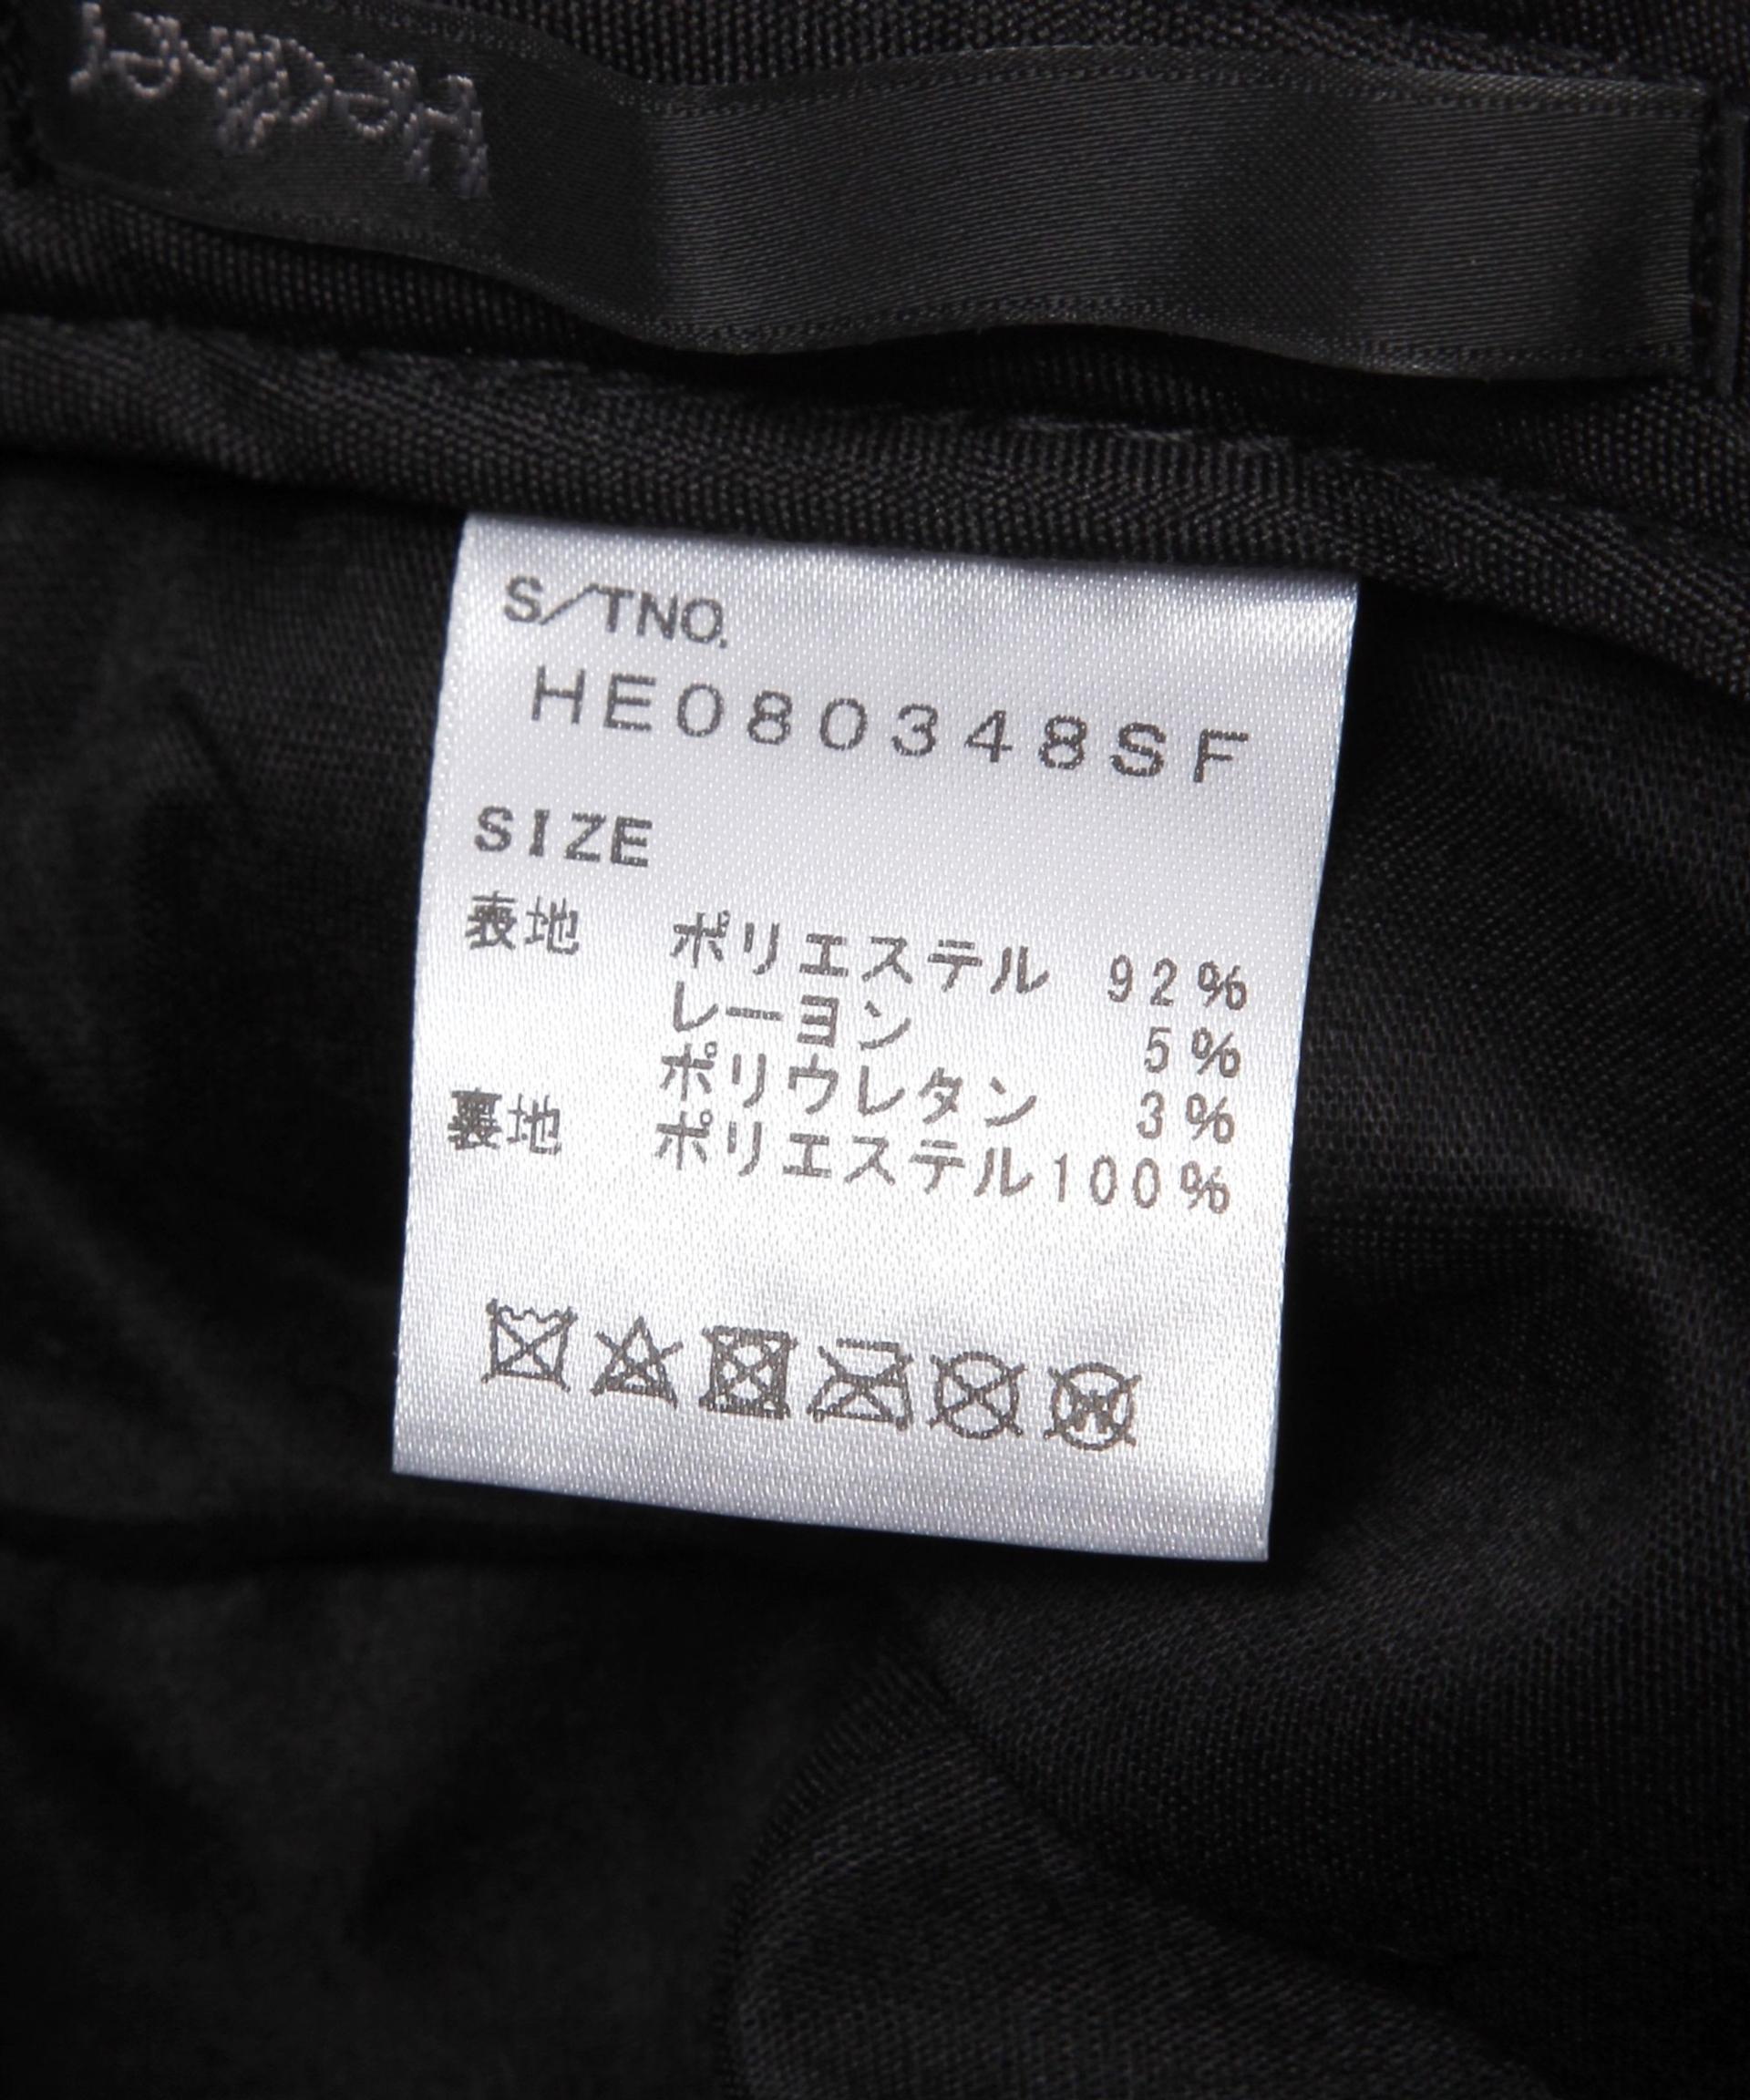 S/TNO.
HE080348SF
SIZE
表地 ポリエステル 92%
レーヨン 5%
ポリウレタン 3%
裏地 ポリエステル100%
W